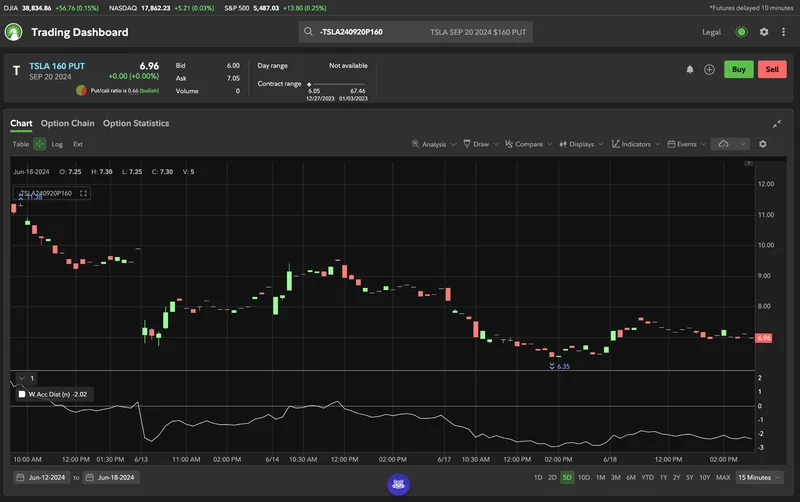 DJIA 38,834.86 +56.76 (0.15%) NASDAQ 17,862.23 +5.21 (0.03%) S&P 500 5,487.03 +13.80 (0.25%) *Futures delayed 10 minutes
Trading Dashboard -TSLA240920P160 TSLA SEP 20 2024 $160 PUT Legal
T TSLA 160 PUT 6.96 Bid 6.00 Day range Not available Buy Sell
SEP 20 2024 +0.00 (+0.00%) Ask 7.05 Contract range
Put/call ratio is 0.66 (bullish) Volume 0 6.05 67.46
12/27/2023 01/03/2023
Chart Option Chain Option Statistics
Table Log Ext Analysis Draw Compare Displays Indicators Events
Jun-18-2024 O: 7.25 H: 7.30 L: 7.25 C: 7.30 V: 5
-TSLA240920P160
11.38
12.00
11.00
10.00
9.00
8.00
6.96
6.35
1
W Acc Dist (n) -2.02
2
1
0
-1
-2
-3
10:00 AM 12:00 PM 01:30 PM 6/13 11:00 AM 02:00 PM 6/14 10:30 AM 12:00 PM 02:00 PM 6/17 10:30 AM 12:00 PM 02:00 PM 6/18 12:00 PM 02:00 PM
Jun-12-2024 to Jun-18-2024 1D 2D 5D 10D 1M 3M 6M YTD 1Y 2Y 5Y 10Y MAX 15 Minutes